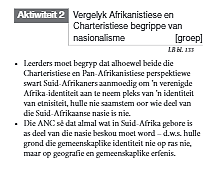 Aktiwiteit 2 Vergelyk Afrikanistiese en
Charteristiese begrippe van
nasionalisme [groep]
LB bl. 133
• Leerders moet begryp dat alhoewel beide die
Charteristiese en Pan-Afrikanistiese perspektiewe
swart Suid-Afrikaners aanmoedig om 'n verenigde
Afrika-identiteit aan te neem pleks van 'n identiteit
van etnisiteit, hulle nie saamstem oor wie deel van
die Suid-Afrikaanse nasie is nie.
• Die ANC sê dat almal wat in Suid-Afrika gebore is
as deel van die nasie beskou moet word – d.w.s. hulle
grond die gemeenskaplike identiteit nie op ras nie,
maar op geografie en gemeenskaplike erfenis.